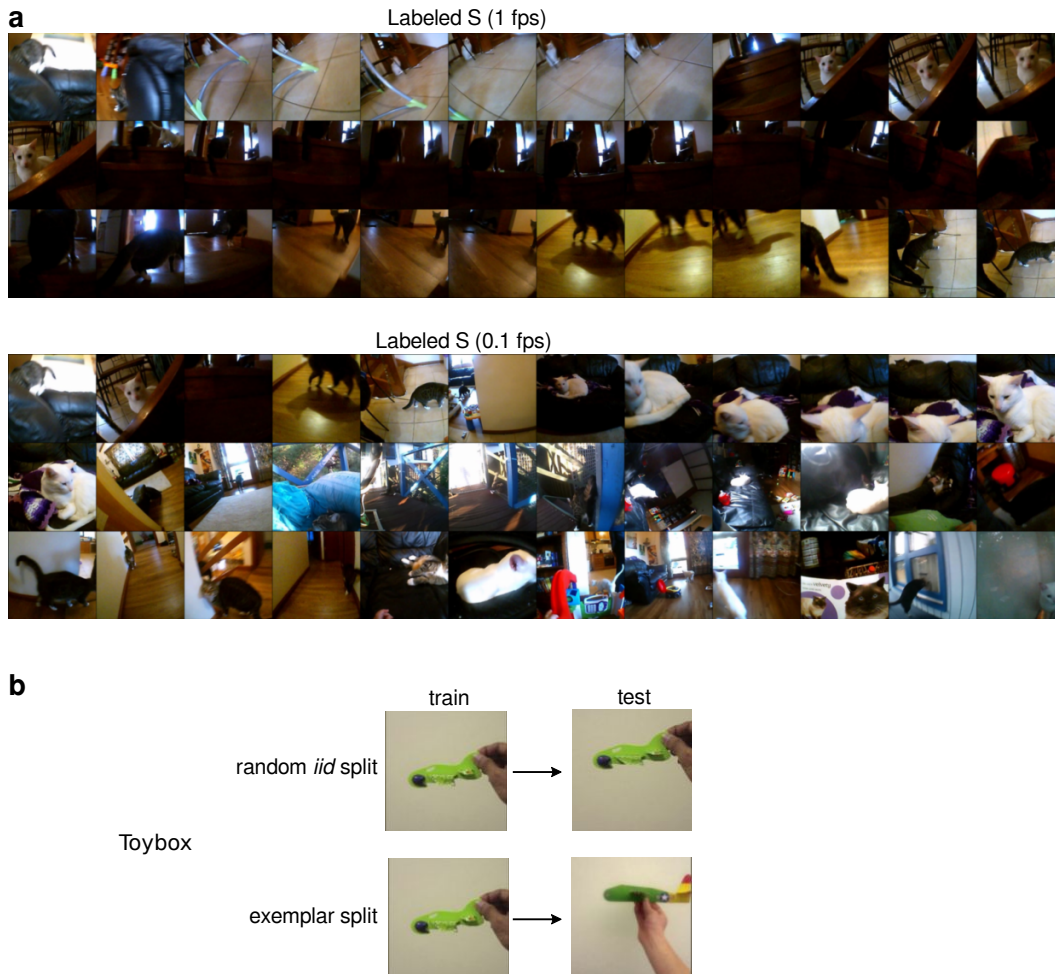 a
Labeled S (1 fps)
Labeled S (0.1 fps)
b
train test
random iid split
Toybox
exemplar split